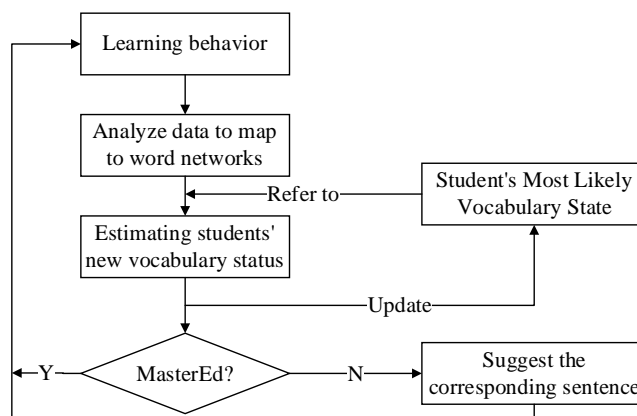 Learning behavior
Analyze data to map
to word networks
Refer to
Student's Most Likely
Vocabulary State
Estimating students'
new vocabulary status
Update
Y
MasterEd?
N
Suggest the
corresponding sentence